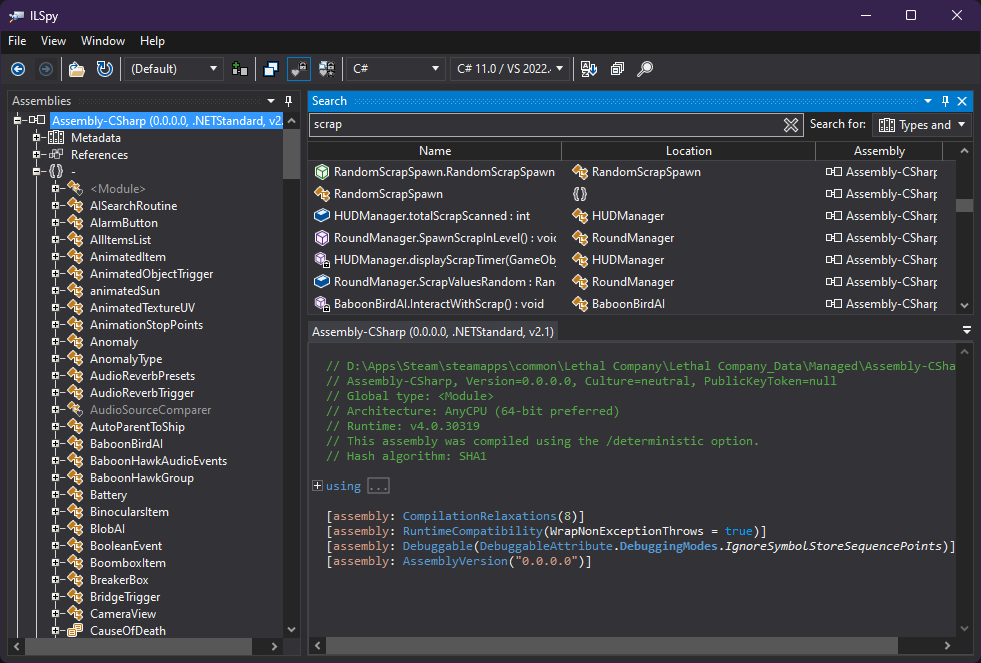 ILSpy
File View Window Help
(Default) C# C# 11.0 / VS 2022.
Assemblies
Assembly-CSharp (0.0.0.0, .NETStandard, v2.
Metadata
References
{} -
<Module>
AISearchRoutine
AlarmButton
AllItemsList
AnimatedItem
AnimatedObjectTrigger
animatedSun
AnimatedTextureUV
AnimationStopPoints
Anomaly
AnomalyType
AudioReverbPresets
AudioReverbTrigger
AudioSourceComparer
AutoParentToShip
BaboonBirdAI
BaboonHawkAudioEvents
BaboonHawkGroup
Battery
BinocularsItem
BlobAI
BooleanEvent
BoomboxItem
BreakerBox
BridgeTrigger
CameraView
CauseOfDeath
Search
scrap Search for: Types and
Name Location Assembly
RandomScrapSpawn.RandomScrapSpawn RandomScrapSpawn Assembly-CSharp
RandomScrapSpawn {} Assembly-CSharp
HUDManager.totalScrapScanned : int HUDManager Assembly-CSharp
RoundManager.SpawnScrapInLevel() : void RoundManager Assembly-CSharp
HUDManager.displayScrapTimer(GameObj HUDManager Assembly-CSharp
RoundManager.ScrapValuesRandom : Ran RoundManager Assembly-CSharp
BaboonBirdAI.InteractWithScrap() : void BaboonBirdAI Assembly-CSharp
Assembly-CSharp (0.0.0.0, .NETStandard, v2.1)
// D:\Apps\Steam\steamapps\common\Lethal Company\Lethal Company_Data\Managed\Assembly-CSha
// Assembly-CSharp, Version=0.0.0.0, Culture=neutral, PublicKeyToken=null
// Global type: <Module>
// Architecture: AnyCPU (64-bit preferred)
// Runtime: v4.0.30319
// This assembly was compiled using the /deterministic option.
// Hash algorithm: SHA1
using ...
[assembly: CompilationRelaxations(8)]
[assembly: RuntimeCompatibility(WrapNonExceptionThrows = true)]
[assembly: Debuggable(DebuggableAttribute.DebuggingModes.IgnoreSymbolStoreSequencePoints)]
[assembly: AssemblyVersion("0.0.0.0")]